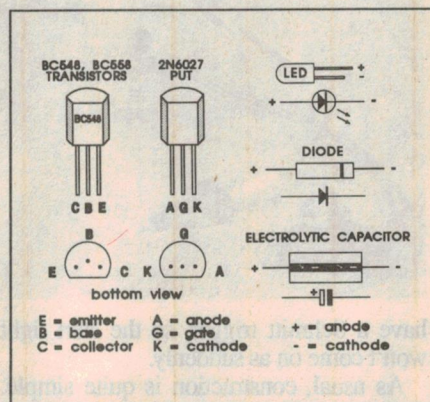 BC548, BC558
TRANSISTORS
BC548
C B E
B
E C
2N6027
PUT
A G K
G
K A
bottom view
E = emitter
B = base
C = collector
A = anode
G = gate
K = cathode
LED
+
-
+ -
DIODE
+ -
ELECTROLYTIC CAPACITOR
+ -
+
+ - anode
- - cathode
have
the
won't come on as suddenly.
As usual, construction is quite simple.